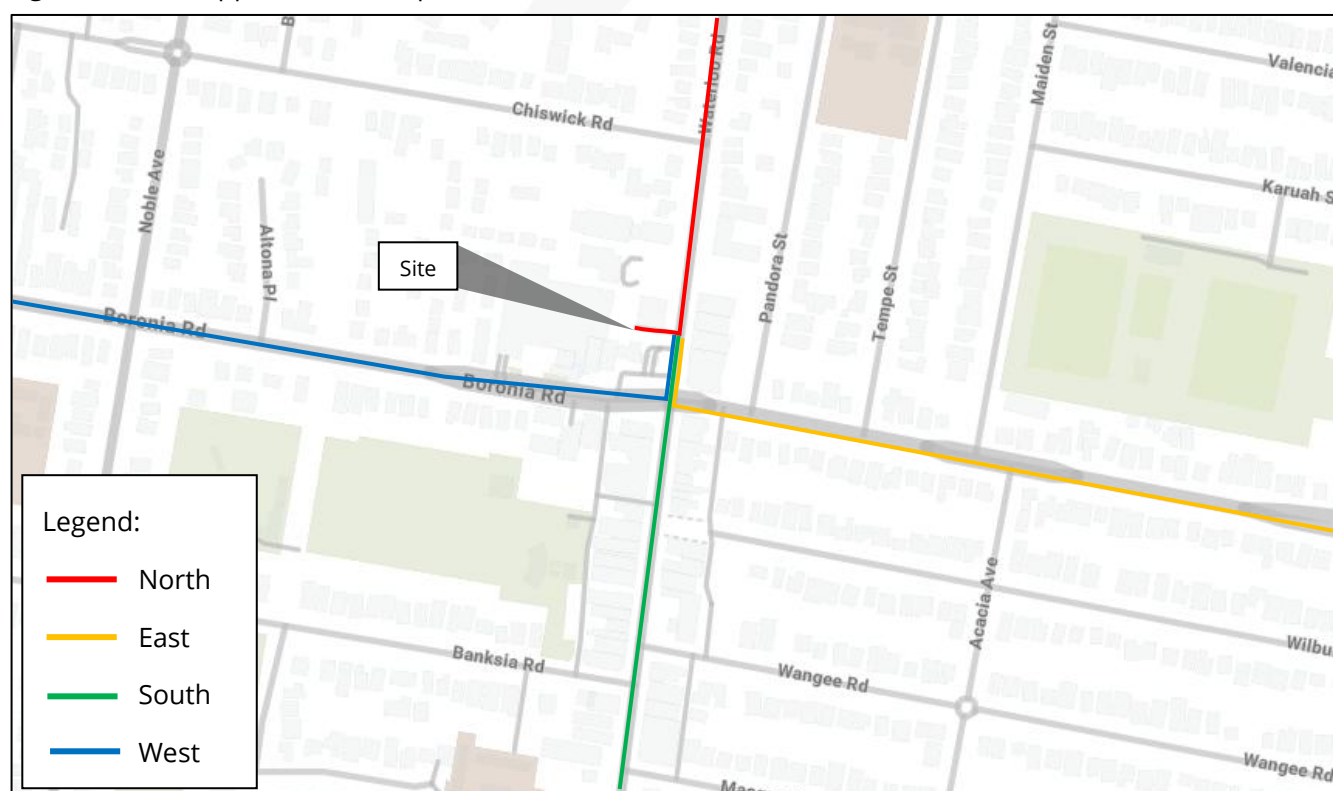 B
Waterloo Rd
Maiden St
Valencia
Chiswick Rd
Noble Ave
Karuah S
Altona Pl
Site
Pandora St
Tempe St
Boronia Rd
Boronia Rd
Legend:
North
East
South
West
Banksia Rd
Acacia Ave
Wangee Rd
Wilbu
Wangee Rd